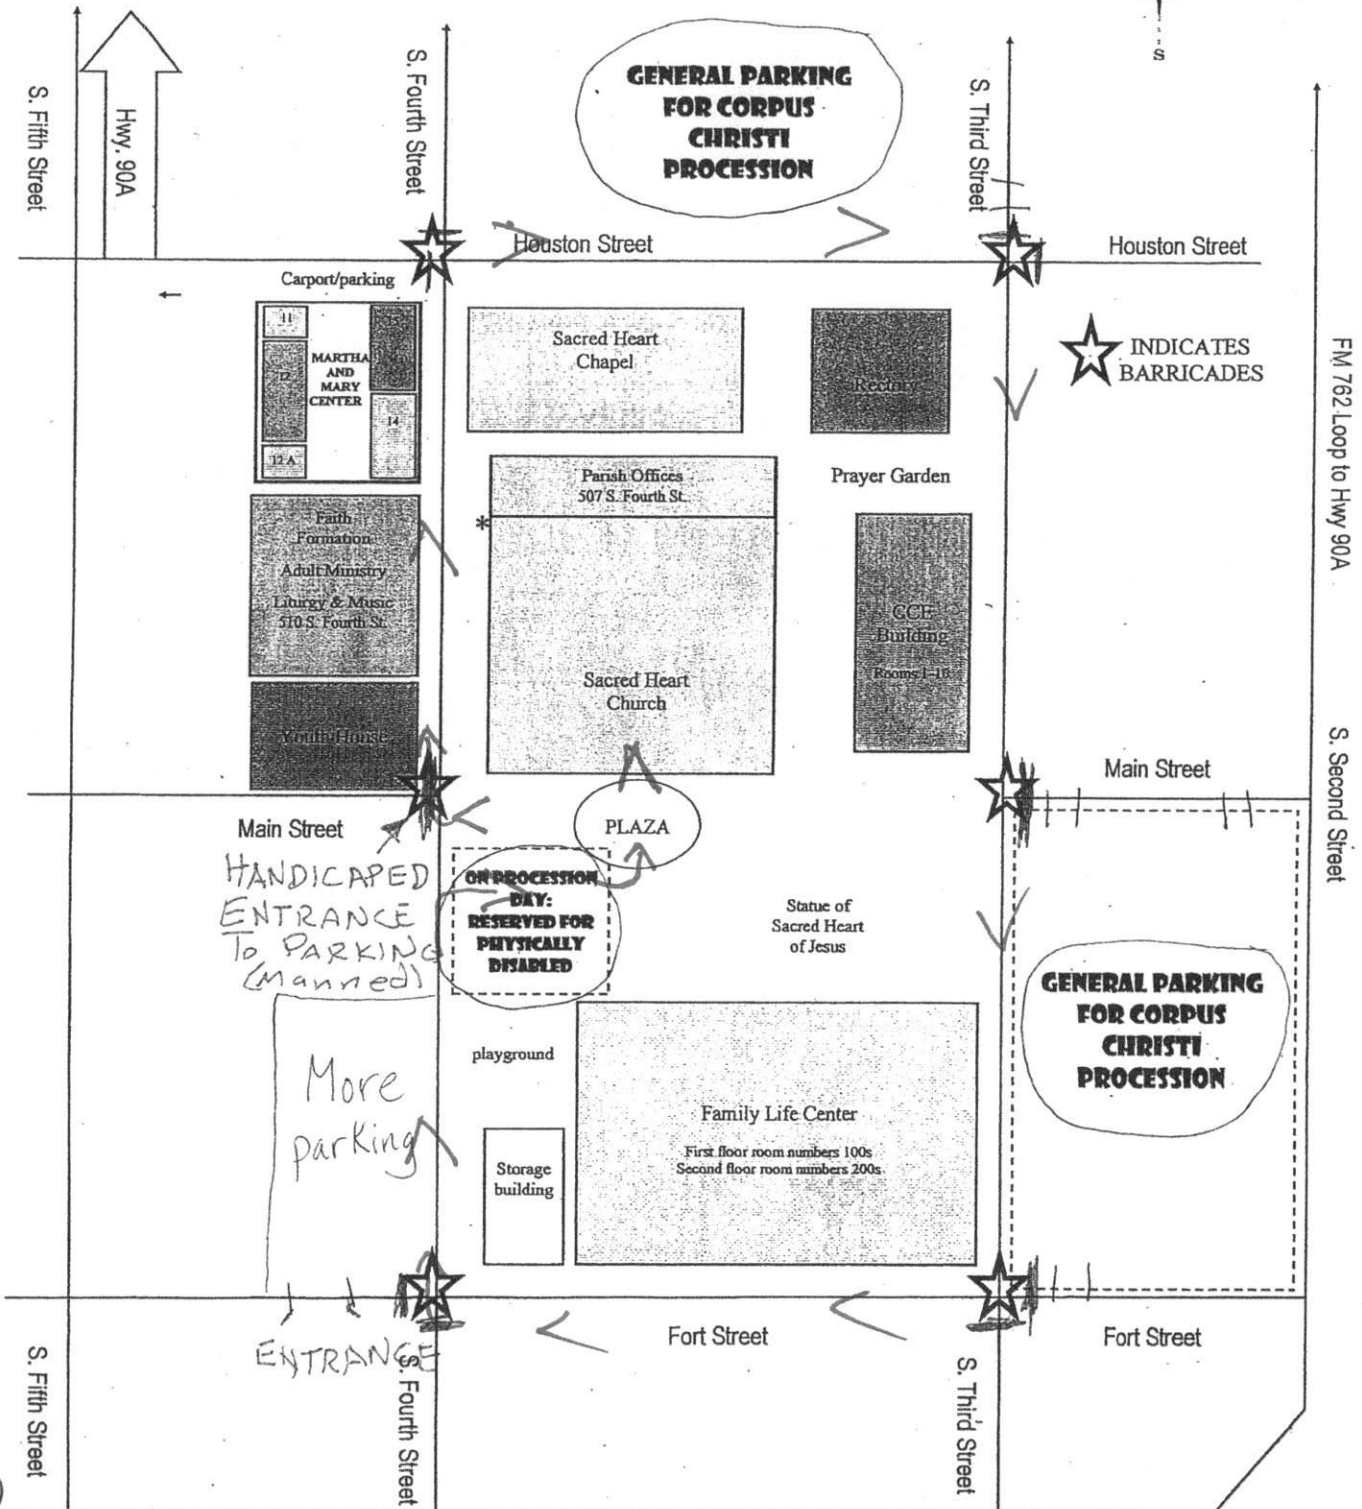 S
S. Fifth Street
Hwy. 90A
S. Fourth Street
GENERAL PARKING
FOR CORPUS
CHRISTI
PROCESSION
S. Third Street
Houston Street
Houston Street
Carport/parking
11
12
12 A
MARTHA
AND
MARY
CENTER
14
Sacred Heart
Chapel
Rectory
INDICATES
BARRICADES
FM 762 Loop to Hwy 90A
Parish Offices
507 S. Fourth St.
*
Prayer Garden
Faith
Formation
Adult Ministry
Liturgy & Music
510 S. Fourth St.
Sacred Heart
Church
CCE
Building
Rooms 1-10
Youth House
Main Street
Main Street
S. Second Street
PLAZA
HANDICAPED
ENTRANCE
To PARKING
(Manned)
ON PROCESSION
DAY:
RESERVED FOR
PHYSICALLY
DISABLED
Statue of
Sacred Heart
of Jesus
GENERAL PARKING
FOR CORPUS
CHRISTI
PROCESSION
More
parking
playground
Storage
building
Family Life Center
First floor room numbers 100s
Second floor room numbers 200s
ENTRANCE
Fort Street
Fort Street
S. Fifth Street
S. Fourth Street
S. Third Street